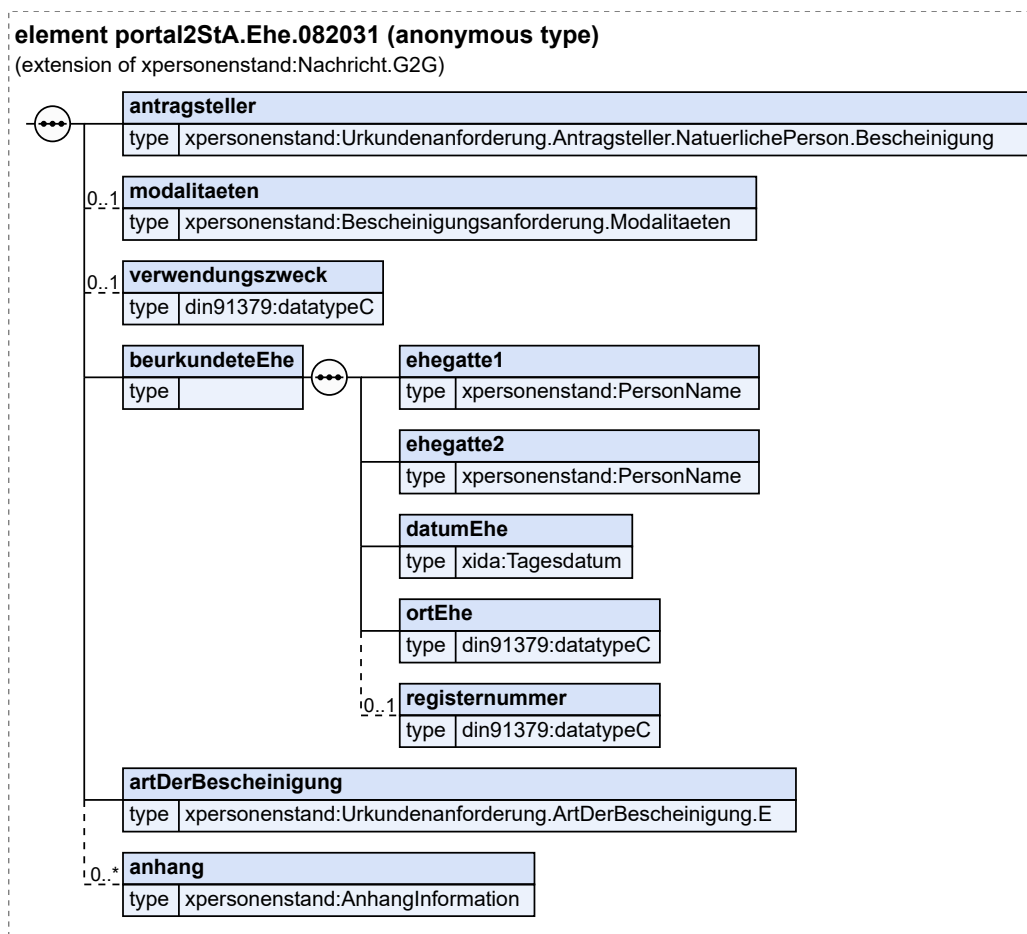 element portal2StA.Ehe.082031 (anonymous type)
(extension of xpersonenstand:Nachricht.G2G)
antragsteller
type xpersonenstand:Urkundenanforderung.Antragsteller.NatuerlichePerson.Bescheinigung
0..1 modalitaeten
type xpersonenstand:Bescheinigungsanforderung.Modalitaeten
0..1 verwendungszweck
type din91379:datatypeC
beurkundeteEhe
type
ehegatte1
type xpersonenstand:PersonName
ehegatte2
type xpersonenstand:PersonName
datumEhe
type xida:Tagesdatum
ortEhe
type din91379:datatypeC
0..1 registernummer
type din91379:datatypeC
artDerBescheinigung
type xpersonenstand:Urkundenanforderung.ArtDerBescheinigung.E
0..* anhang
type xpersonenstand:AnhangInformation